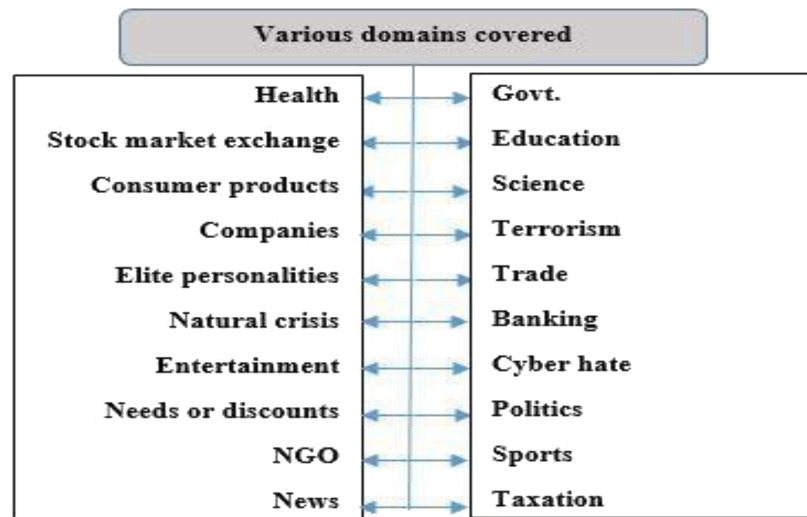 Various domains covered
Health
Govt.
Stock market exchange
Education
Consumer products
Science
Companies
Terrorism
Elite personalities
Trade
Natural crisis
Banking
Entertainment
Cyber hate
Needs or discounts
Politics
NGO
Sports
News
Taxation